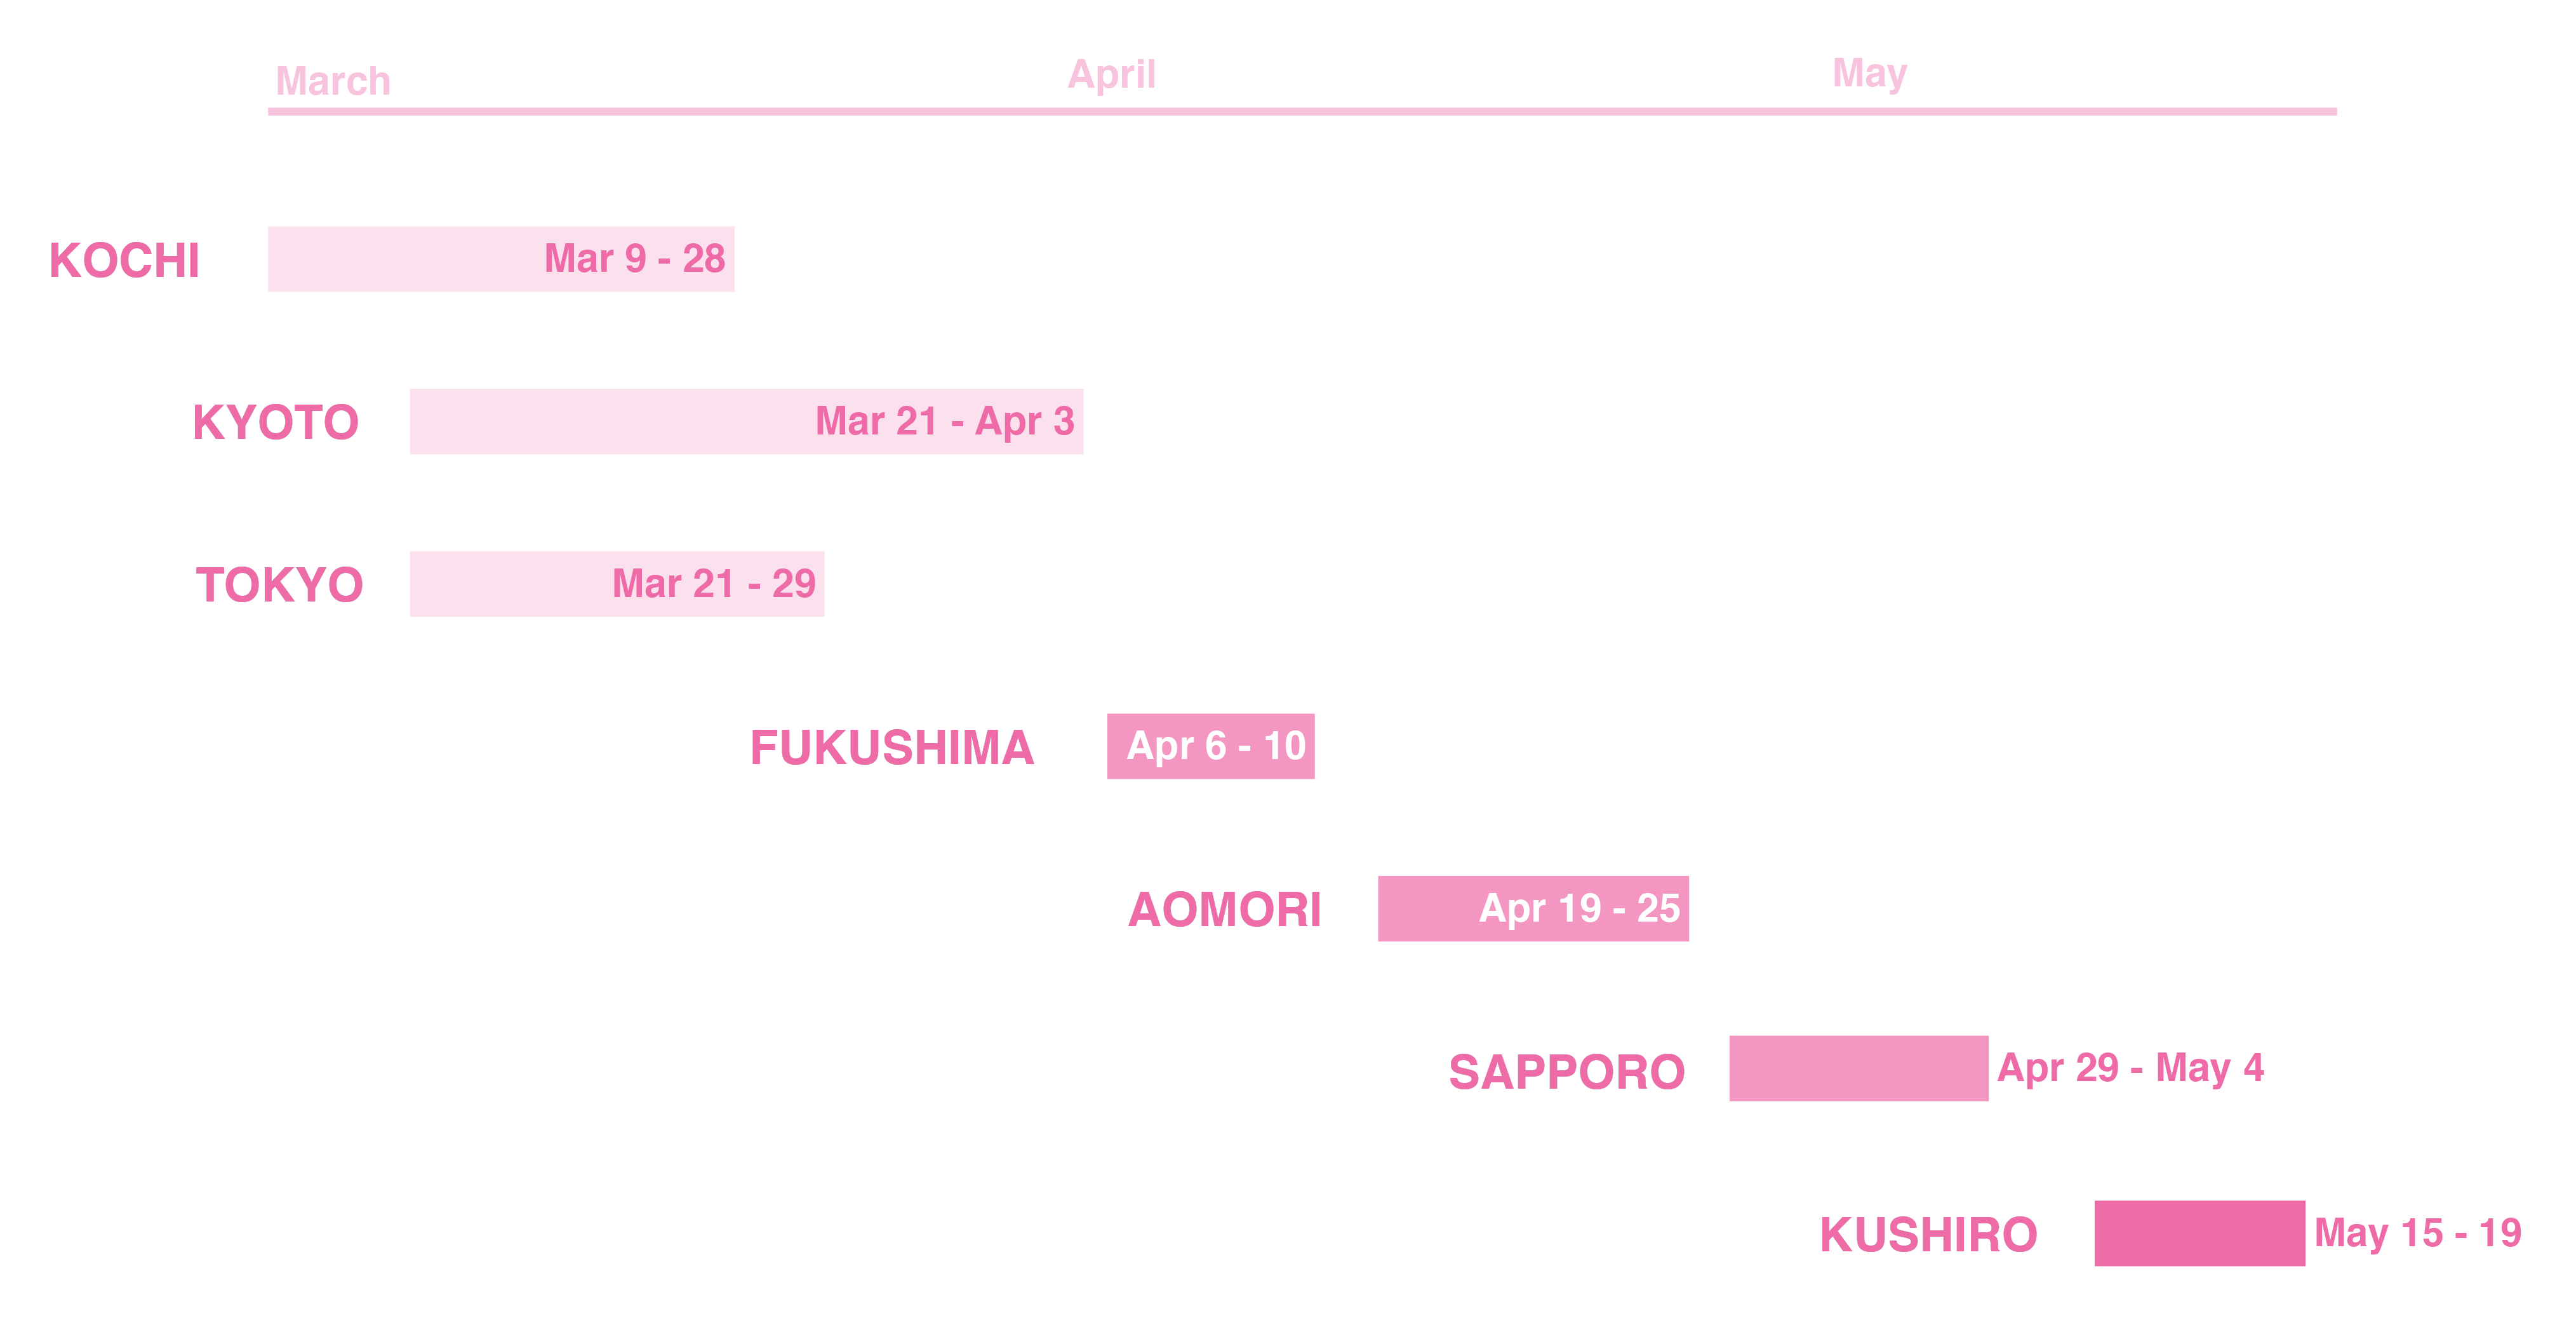 March
April
May
KOCHI
Mar 9 - 28
KYOTO
Mar 21 - Apr 3
TOKYO
Mar 21 - 29
FUKUSHIMA
Apr 6 - 10
AOMORI
Apr 19 - 25
SAPPORO
Apr 29 - May 4
KUSHIRO
May 15 - 19